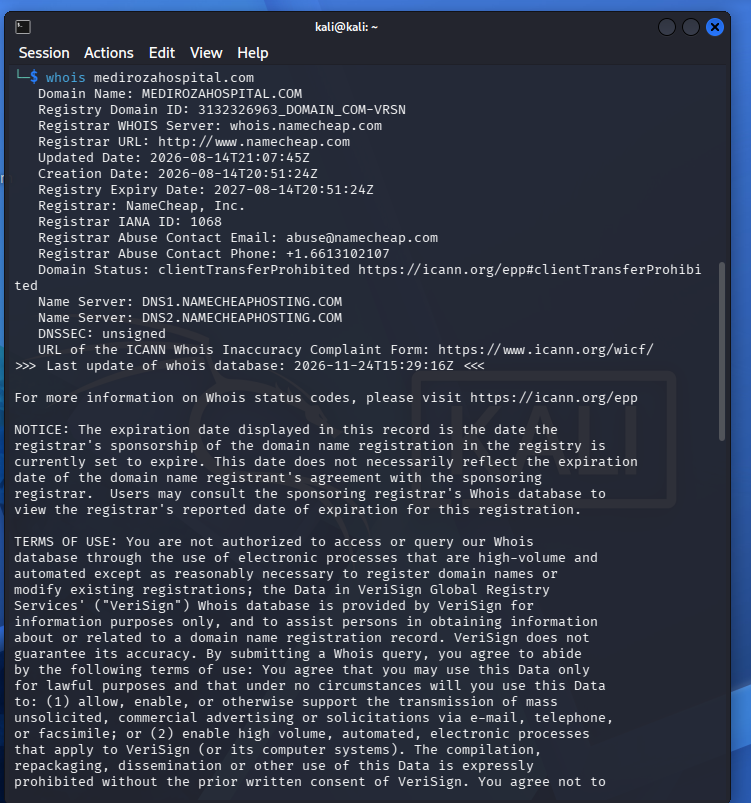 kali@kali: ~
Session Actions Edit View Help
└─$ whois medirozahospital.com
Domain Name: MEDIROZAHOSPITAL.COM
Registry Domain ID: 3132326963_DOMAIN_COM-VRSN
Registrar WHOIS Server: whois.namecheap.com
Registrar URL: http://www.namecheap.com
Updated Date: 2026-08-14T21:07:45Z
Creation Date: 2026-08-14T20:51:24Z
Registry Expiry Date: 2027-08-14T20:51:24Z
Registrar: NameCheap, Inc.
Registrar IANA ID: 1068
Registrar Abuse Contact Email: abuse@namecheap.com
Registrar Abuse Contact Phone: +1.6613102107
Domain Status: clientTransferProhibited https://icann.org/epp#clientTransferProhibi
ted
Name Server: DNS1.NAMECHEAPHOSTING.COM
Name Server: DNS2.NAMECHEAPHOSTING.COM
DNSSEC: unsigned
URL of the ICANN Whois Inaccuracy Complaint Form: https://www.icann.org/wicf/
>>> Last update of whois database: 2026-11-24T15:29:16Z <<<
For more information on Whois status codes, please visit https://icann.org/epp
NOTICE: The expiration date displayed in this record is the date the
registrar's sponsorship of the domain name registration in the registry is
currently set to expire. This date does not necessarily reflect the expiration
date of the domain name registrant's agreement with the sponsoring
registrar.  Users may consult the sponsoring registrar's Whois database to
view the registrar's reported date of expiration for this registration.
TERMS OF USE: You are not authorized to access or query our Whois
database through the use of electronic processes that are high-volume and
automated except as reasonably necessary to register domain names or
modify existing registrations; the Data in VeriSign Global Registry
Services' ("VeriSign") Whois database is provided by VeriSign for
information purposes only, and to assist persons in obtaining information
about or related to a domain name registration record. VeriSign does not
guarantee its accuracy. By submitting a Whois query, you agree to abide
by the following terms of use: You agree that you may use this Data only
for lawful purposes and that under no circumstances will you use this Data
to: (1) allow, enable, or otherwise support the transmission of mass
unsolicited, commercial advertising or solicitations via e-mail, telephone,
or facsimile; or (2) enable high volume, automated, electronic processes
that apply to VeriSign (or its computer systems). The compilation,
repackaging, dissemination or other use of this Data is expressly
prohibited without the prior written consent of VeriSign. You agree not to
KALI